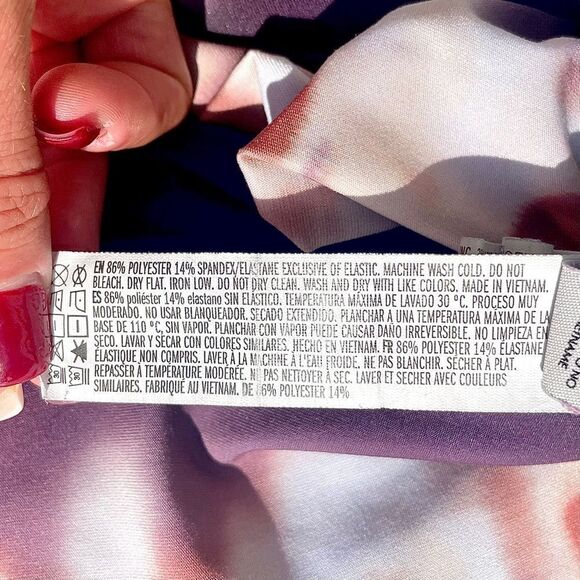 EN 86% POLYESTER 14% SPANDEX/ELASTANE EXCLUSIVE OF ELASTIC. MACHINE WASH COLD. DO NOT
BLEACH. DRY FLAT. IRON LOW. DO NOT DRY CLEAN. WASH AND DRY WITH LIKE COLORS. MADE IN VIETNAM.
ES 86% poliéster 14% elastano SIN ELÁSTICO. TEMPERATURA MÁXIMA DE LAVADO 30 °C. PROCESO MUY
MODERADO. NO USAR BLANQUEADOR. SECADO EXTENDIDO. PLANCHAR A UNA TEMPERATURA MÁXIMA DE LA
BASE DE 110 °C, SIN VAPOR. PLANCHAR CON VAPOR PUEDE CAUSAR DAÑO IRREVERSIBLE. NO LIMPIEZA EN
SECO. LAVAR Y SECAR CON COLORES SIMILARES. HECHO EN VIETNAM. FR 86% POLYESTER 14% ELASTANE
ÉLASTIQUE NON COMPRIS. LAVER À LA MACHINE À L'EAU FROIDE. NE PAS BLANCHIR. SÉCHER À PLAT.
REPASSER À TEMPÉRATURE MODÉRÉE. NE PAS NETTOYER À SEC. LAVER ET SECHER AVEC COULEURS
SIMILAIRES. FABRIQUÉ AU VIETNAM. DE 86% POLYESTER 14%